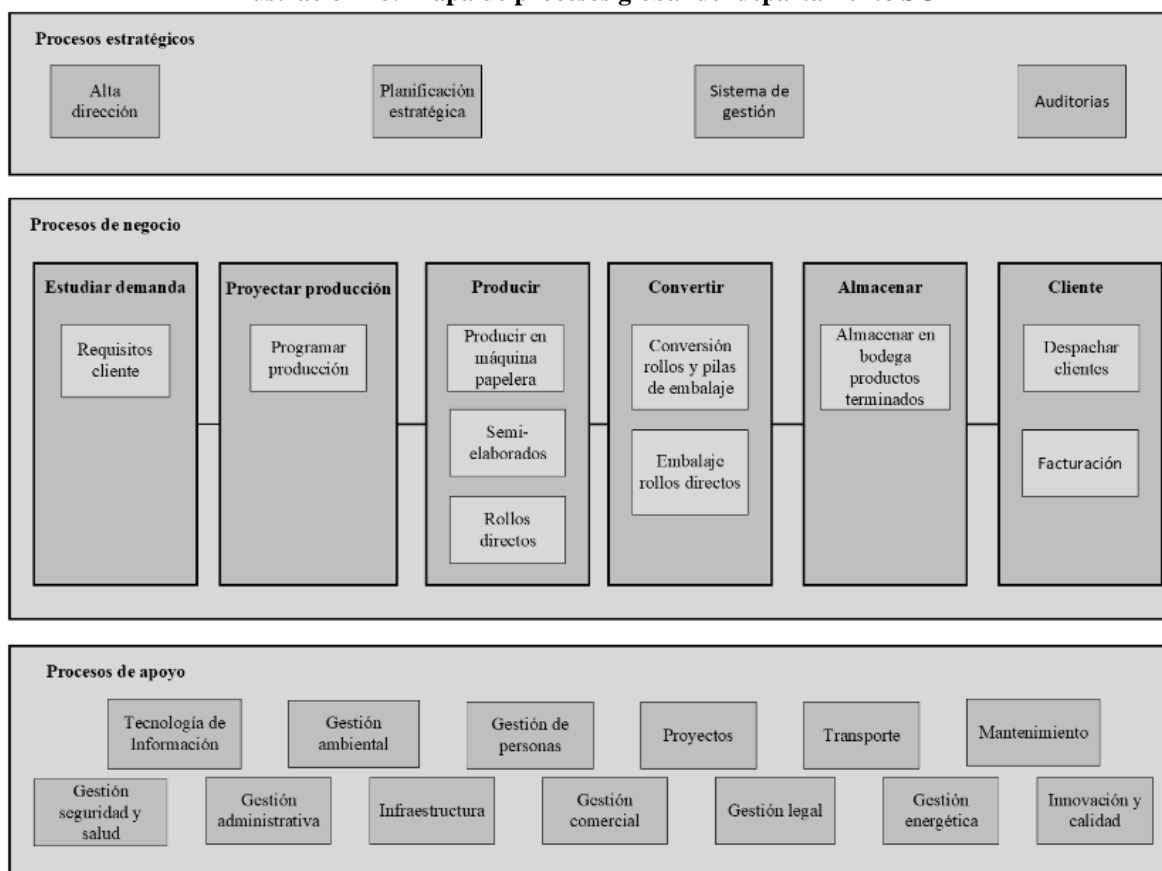 Procesos estratégicos
Alta
dirección
Planificación
estratégica
Sistema de
gestión
Auditorias
Procesos de negocio
Estudiar demanda
Requisitos
cliente
Proyectar producción
Programar
producción
Producir
Producir en
máquina
papelera
Semi-
elaborados
Rollos
directos
Convertir
Conversión
rollos y pilas
de embalaje
Embalaje
rollos directos
Almacenar
Almacenar en
bodega
productos
terminados
Cliente
Despachar
clientes
Facturación
Procesos de apoyo
Tecnología de
Información
Gestión
ambiental
Gestión de
personas
Proyectos
Transporte
Mantenimiento
Gestión
seguridad y
salud
Gestión
administrativa
Infraestructura
Gestión
comercial
Gestión legal
Gestión
energética
Innovación y
calidad